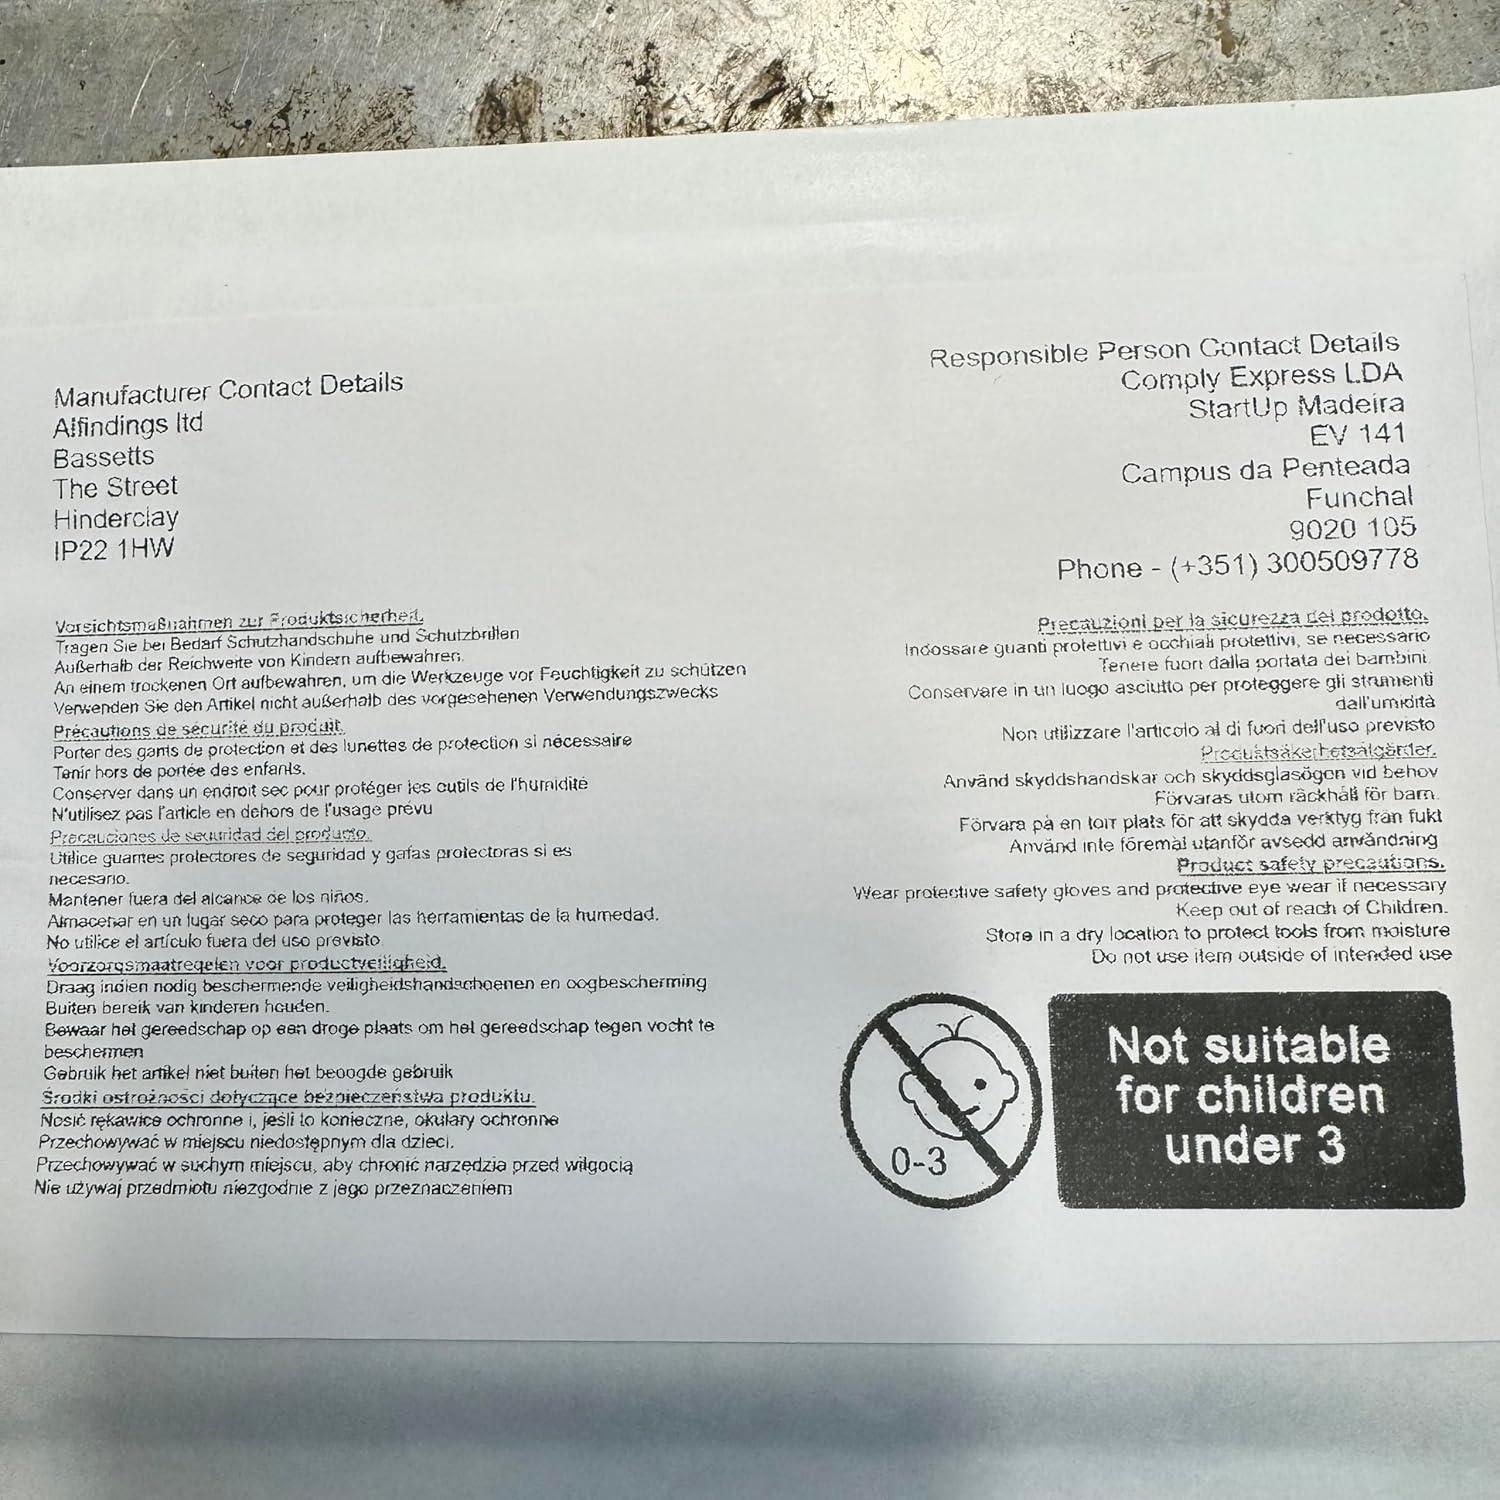 Manufacturer Contact Details
Alfindings ltd
Bassetts
The Street
Hinderclay
IP22 1HW
Responsible Person Contact Details
Comply Express LDA
StartUp Madeira
EV 141
Campus da Penteada
Funchal
9020 105
Phone - (+351) 300509778
Vorsichtsmaßnahmen zur Produktsicherheit.
Tragen Sie bei Bedarf Schutzhandschuhe und Schutzbrillen
Außerhalb der Reichweite von Kindern aufbewahren.
An einem trockenen Ort aufbewahren, um die Werkzeuge vor Feuchtigkeit zu schützen
Verwenden Sie den Artikel nicht außerhalb des vorgesehenen Verwendungszwecks
Précautions de sécurité du produit.
Porter des gants de protection et des lunettes de protection si nécessaire
Tenir hors de portée des enfants.
Conserver dans un endroit sec pour protéger les outils de l'humidité
N'utilisez pas l'article en dehors de l'usage prévu
Precauciones de seguridad del producto.
Utilice guantes protectores de seguridad y gafas protectoras si es
necesario.
Mantener fuera del alcance de los niños.
Almacenar en un lugar seco para proteger las herramientas de la humedad.
No utilice el artículo fuera del uso previsto
Voorzorgsmaatregelen voor productveiligheid.
Draag indien nodig beschermende veiligheidshandschoenen en oogbescherming
Buiten bereik van kinderen houden.
Bewaar het gereedschap op een droge plaats om het gereedschap tegen vocht te
beschermen
Gebruik het artikel niet buiten het beoogde gebruik
Środki ostrożności dotyczące bezpieczeństwa produktu.
Nosić rękawice ochronne i, jeśli to konieczne, okulary ochronne
Przechowywać w miejscu niedostępnym dla dzieci.
Przechowywać w suchym miejscu, aby chronić narzędzia przed wilgocią
Nie używaj przedmiotu niezgodnie z jego przeznaczeniem
Precauzioni per la sicurezza del prodotto.
Indossare guanti protettivi e occhiali protettivi, se necessario
Tenere fuori dalla portata dei bambini.
Conservare in un luogo asciutto per proteggere gli strumenti
dall'umidità
Non utilizzare l'articolo al di fuori dell'uso previsto
Produktsäkerhetsåtgärder.
Använd skyddshandskar och skyddsglasögon vid behov
Förvaras utom räckhåll för barn.
Förvara på en torr plats för att skydda verktyg från fukt
Använd inte föremål utanför avsedd användning
Product safety precautions.
Wear protective safety gloves and protective eye wear if necessary
Keep out of reach of Children.
Store in a dry location to protect tools from moisture
Do not use item outside of intended use
0-3
Not suitable
for children
under 3